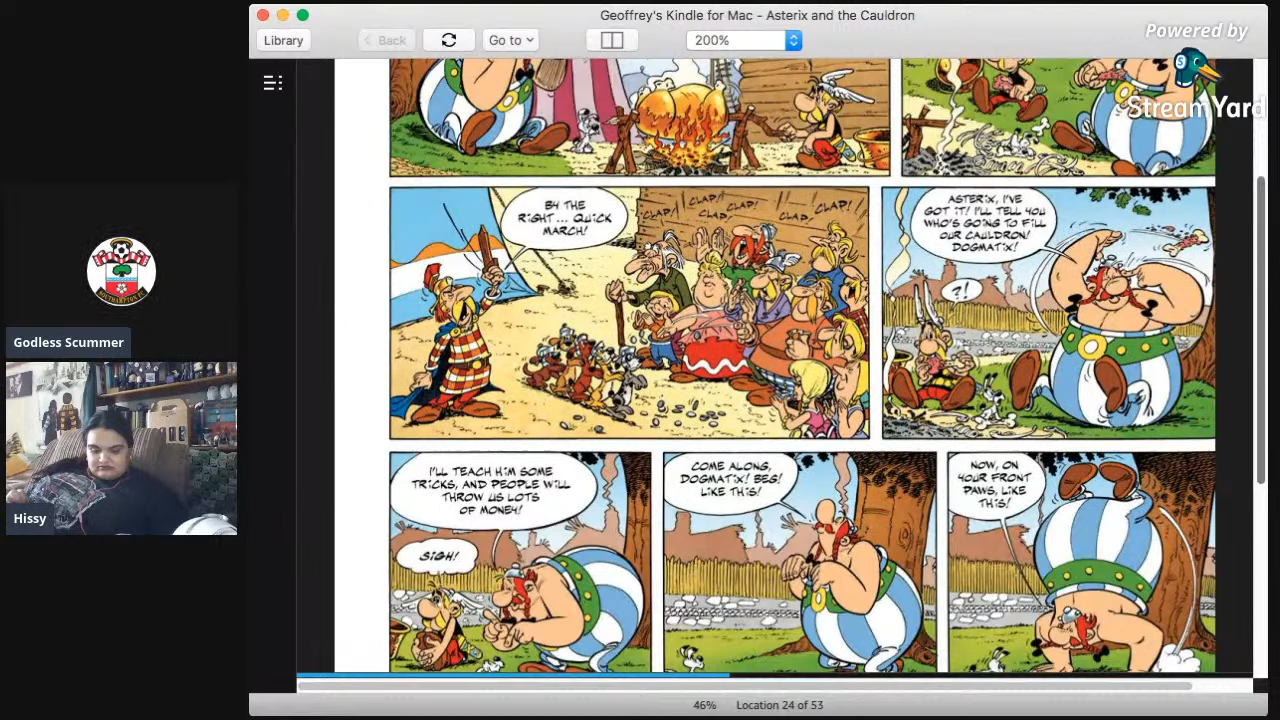 Geoffrey's Kindle for Mac - Asterix and the Cauldron
Library
Back
Go to
200%
Powered by
StreamYard
BY THE
RIGHT ... QUICK
MARCH!
CLAP!
CLAP!
CLAP!
CLAP.
CLAP.
CLAP!
ASTERIX, I'VE
GOT IT! I'LL TELL YOU
WHO'S GOING TO FILL
OUR CAULDRON!
DOGMATIX!
?!
I'LL TEACH HIM SOME
TRICKS, AND PEOPLE WILL
THROW US LOTS
OF MONEY!
SIGH!
COME ALONG,
DOGMATIX! BEG!
LIKE THIS!
NOW, ON
YOUR FRONT
PAWS, LIKE
THIS!
SOUTHAMPTON FC
Godless Scummer
Hissy
46%
Location 24 of 53